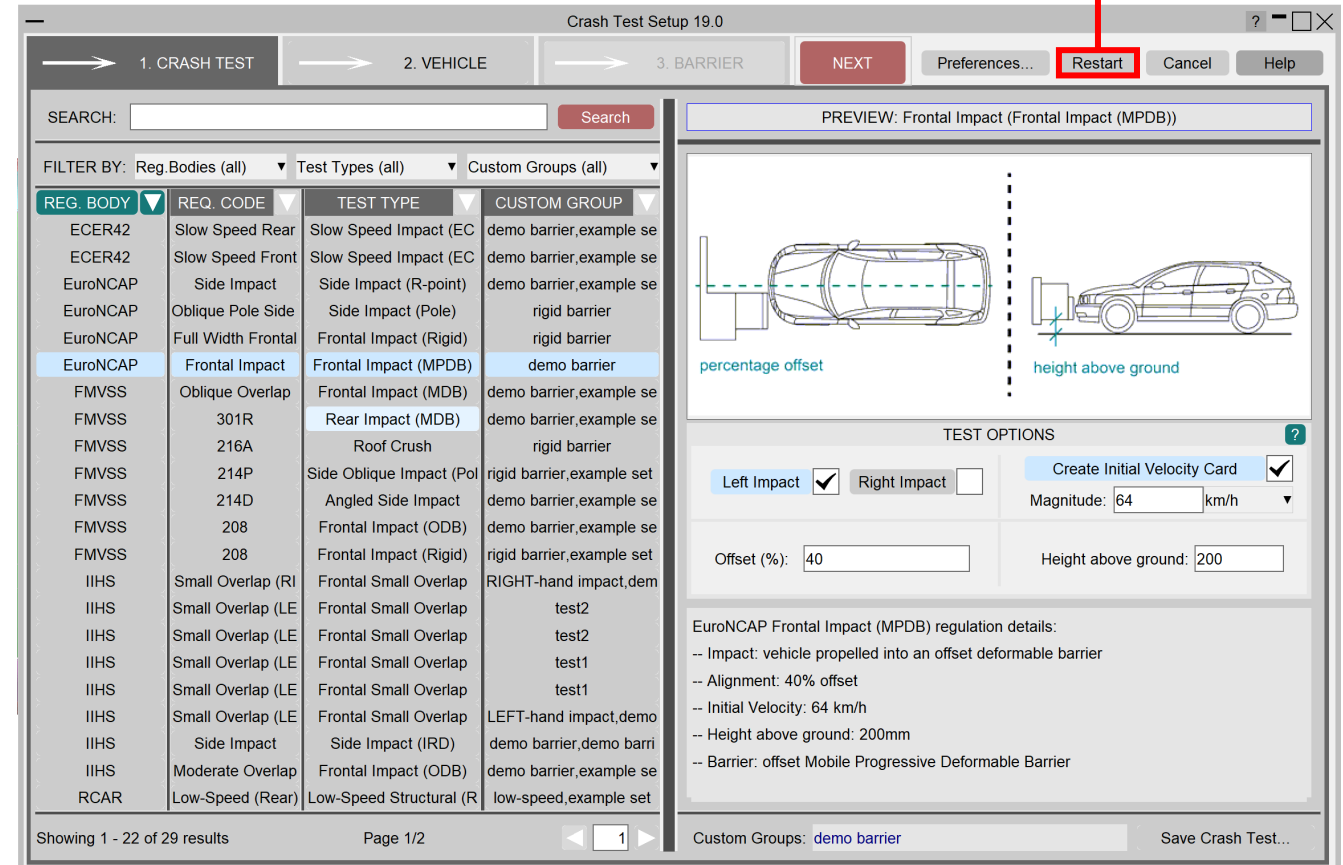 Crash Test Setup 19.0
?
1. CRASH TEST
2. VEHICLE
3. BARRIER
NEXT
Preferences...
Restart
Cancel
Help
SEARCH:
Search
FILTER BY: Reg.Bodies (all) Test Types (all) Custom Groups (all)
REG. BODY REQ. CODE TEST TYPE CUSTOM GROUP
ECER42 Slow Speed Rear Slow Speed Impact (EC demo barrier,example se
ECER42 Slow Speed Front Slow Speed Impact (EC demo barrier,example se
EuroNCAP Side Impact Side Impact (R-point) demo barrier,example se
EuroNCAP Oblique Pole Side Side Impact (Pole) rigid barrier
EuroNCAP Full Width Frontal Frontal Impact (Rigid) rigid barrier
EuroNCAP Frontal Impact Frontal Impact (MPDB) demo barrier
FMVSS Oblique Overlap Frontal Impact (MDB) demo barrier,example se
FMVSS 301R Rear Impact (MDB) demo barrier,example se
FMVSS 216A Roof Crush rigid barrier
FMVSS 214P Side Oblique Impact (Pol rigid barrier,example set
FMVSS 214D Angled Side Impact demo barrier,example se
FMVSS 208 Frontal Impact (ODB) demo barrier,example se
FMVSS 208 Frontal Impact (Rigid) rigid barrier,example set
IIHS Small Overlap (RI Frontal Small Overlap RIGHT-hand impact,dem
IIHS Small Overlap (LE Frontal Small Overlap test2
IIHS Small Overlap (LE Frontal Small Overlap test2
IIHS Small Overlap (LE Frontal Small Overlap test1
IIHS Small Overlap (LE Frontal Small Overlap test1
IIHS Small Overlap (LE Frontal Small Overlap LEFT-hand impact,demo
IIHS Side Impact Side Impact (IRD) demo barrier,demo barri
IIHS Moderate Overlap Frontal Impact (ODB) demo barrier,example se
RCAR Low-Speed (Rear) Low-Speed Structural (R low-speed,example set
Showing 1 - 22 of 29 results Page 1/2 1
PREVIEW: Frontal Impact (Frontal Impact (MPDB))
percentage offset
height above ground
TEST OPTIONS
?
Left Impact
Right Impact
Create Initial Velocity Card
Magnitude: 64 km/h
Offset (%): 40
Height above ground: 200
EuroNCAP Frontal Impact (MPDB) regulation details:
-- Impact: vehicle propelled into an offset deformable barrier
-- Alignment: 40% offset
-- Initial Velocity: 64 km/h
-- Height above ground: 200mm
-- Barrier: offset Mobile Progressive Deformable Barrier
Custom Groups: demo barrier
Save Crash Test...